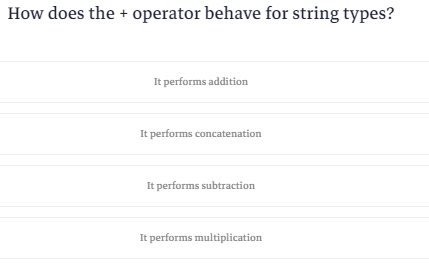 How does the + operator behave for string types?
It performs addition
It performs concatenation
It performs subtraction
It performs multiplication